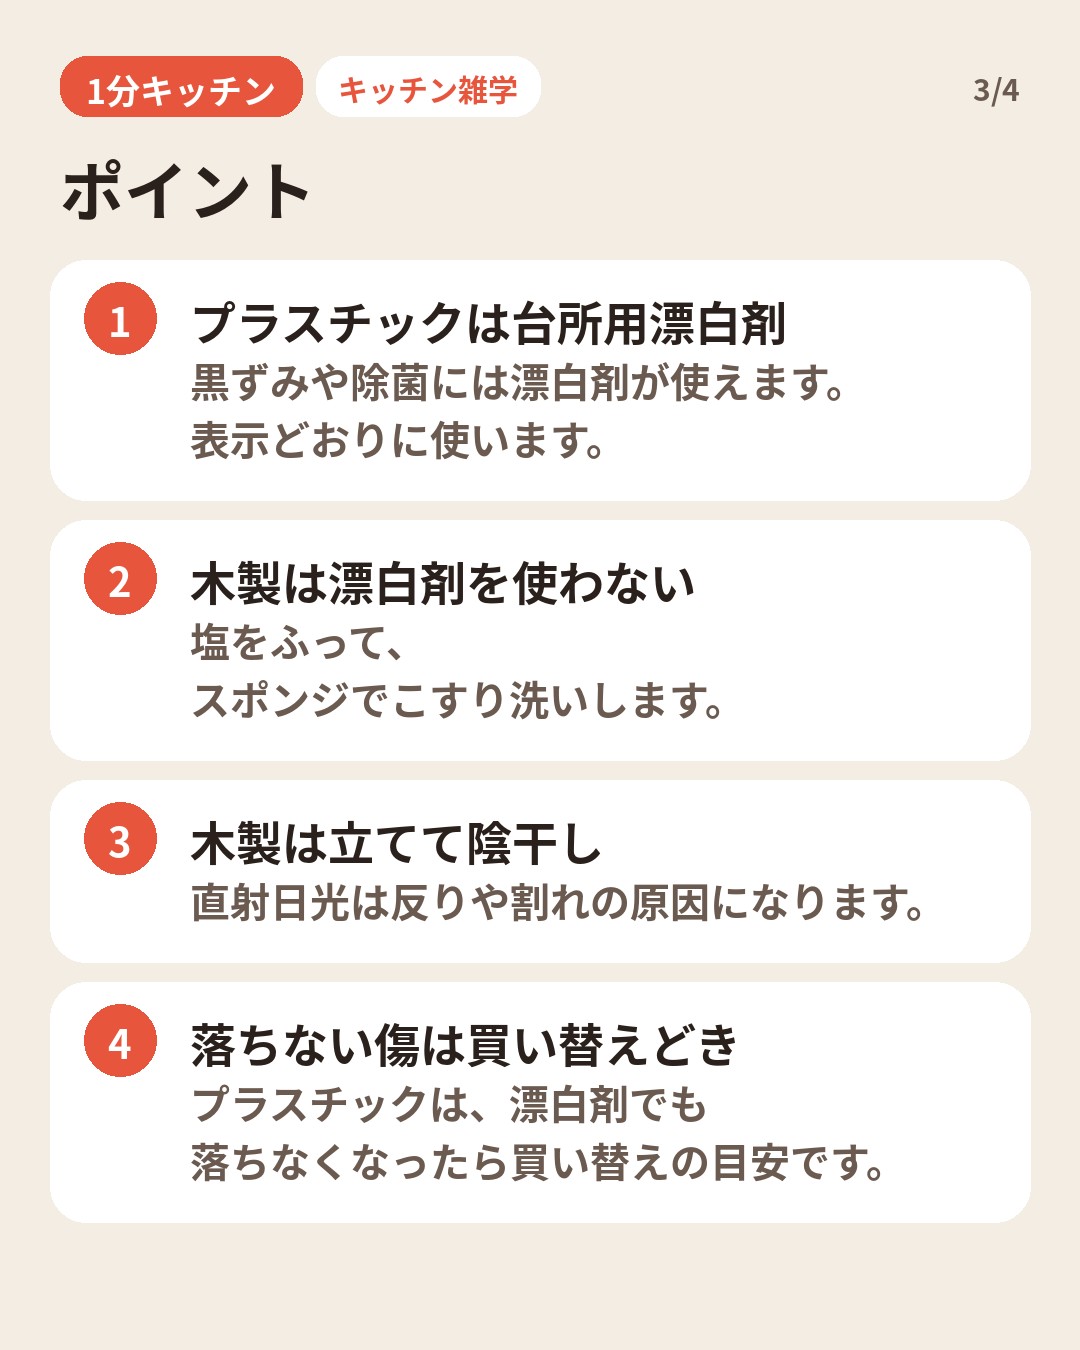 1分キッチン
キッチン雑学
3/4
ポイント
1
プラスチックは台所用漂白剤
黒ずみや除菌には漂白剤が使えます。
表示どおりに使います。
2
木製は漂白剤を使わない
塩をふって、
スポンジでこすり洗いします。
3
木製は立てて陰干し
直射日光は反りや割れの原因になります。
4
落ちない傷は買い替えどき
プラスチックは、漂白剤でも
落ちなくなったら買い替えの目安です。